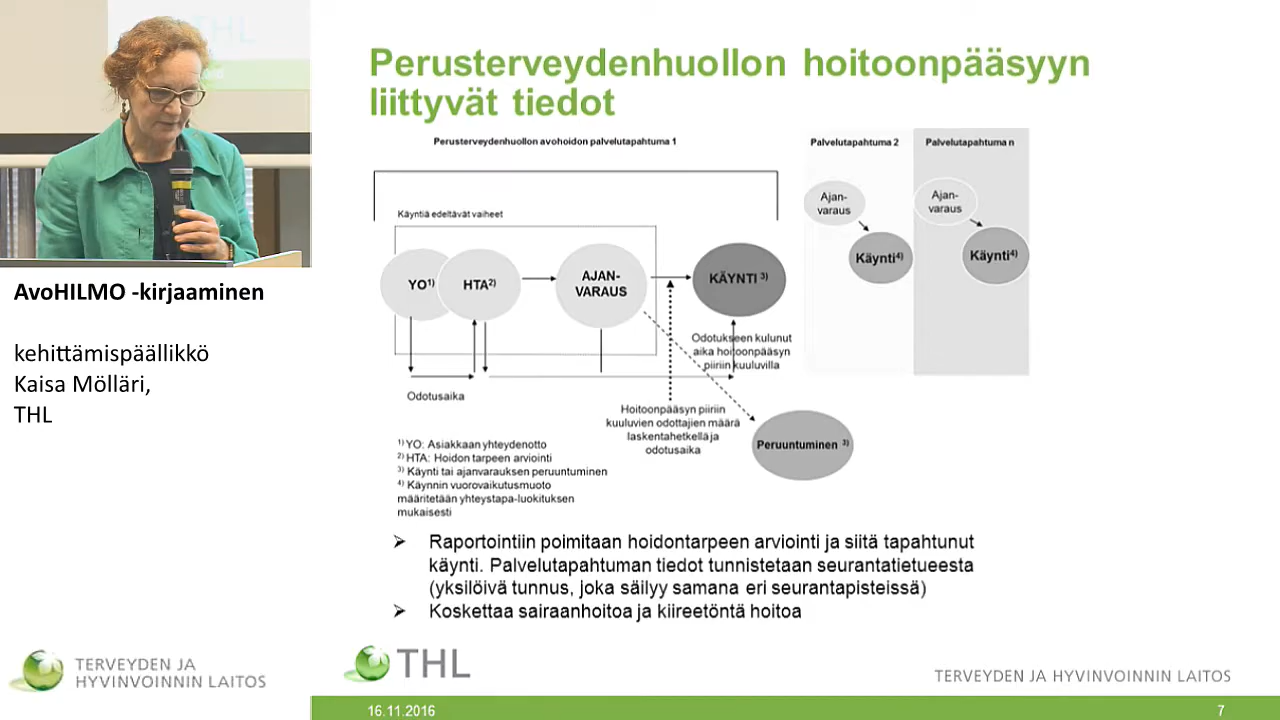 THL
AvoHILMO -kirjaaminen
kehittämispäällikkö
Kaisa Mölläri,
THL
TERVEYDEN JA
HYVINVOINNIN LAITOS
Perusterveydenhuollon hoitoonpääsyyn
liittyvät tiedot
Perusterveydenhuollon avohoidon palvelutapahtuma 1
Palvelutapahtuma 2
Palvelutapahtuma n
Käyntiä edeltävät vaiheet
YO1)
HTA2)
AJAN-
VARAUS
KÄYNTI 3)
Ajan-
varaus
Käynti4)
Ajan-
varaus
Käynti4)
Odotukseen kulunut
aika hoitoonpääsyn
piiriin kuuluvilla
Odotusaika
Hoitoonpääsyn piiriin
kuuluvien odottajien määrä
laskentahetkellä ja
odotusaika
Peruuntuminen 3)
1) YO: Asiakkaan yhteydenotto
2) HTA: Hoidon tarpeen arviointi
3) Käynti tai ajanvarauksen peruuntuminen
4) Käynnin vuorovaikutusmuoto
määritetään yhteystapa-luokituksen
mukaisesti
➢ Raportointiin poimitaan hoidontarpeen arviointi ja siitä tapahtunut
käynti. Palvelutapahtuman tiedot tunnistetaan seurantatietueesta
(yksilöivä tunnus, joka säilyy samana eri seurantapisteissä)
➢ Koskettaa sairaanhoitoa ja kiireetöntä hoitoa
THL
TERVEYDEN JA HYVINVOINNIN LAITOS
16.11.2016
7